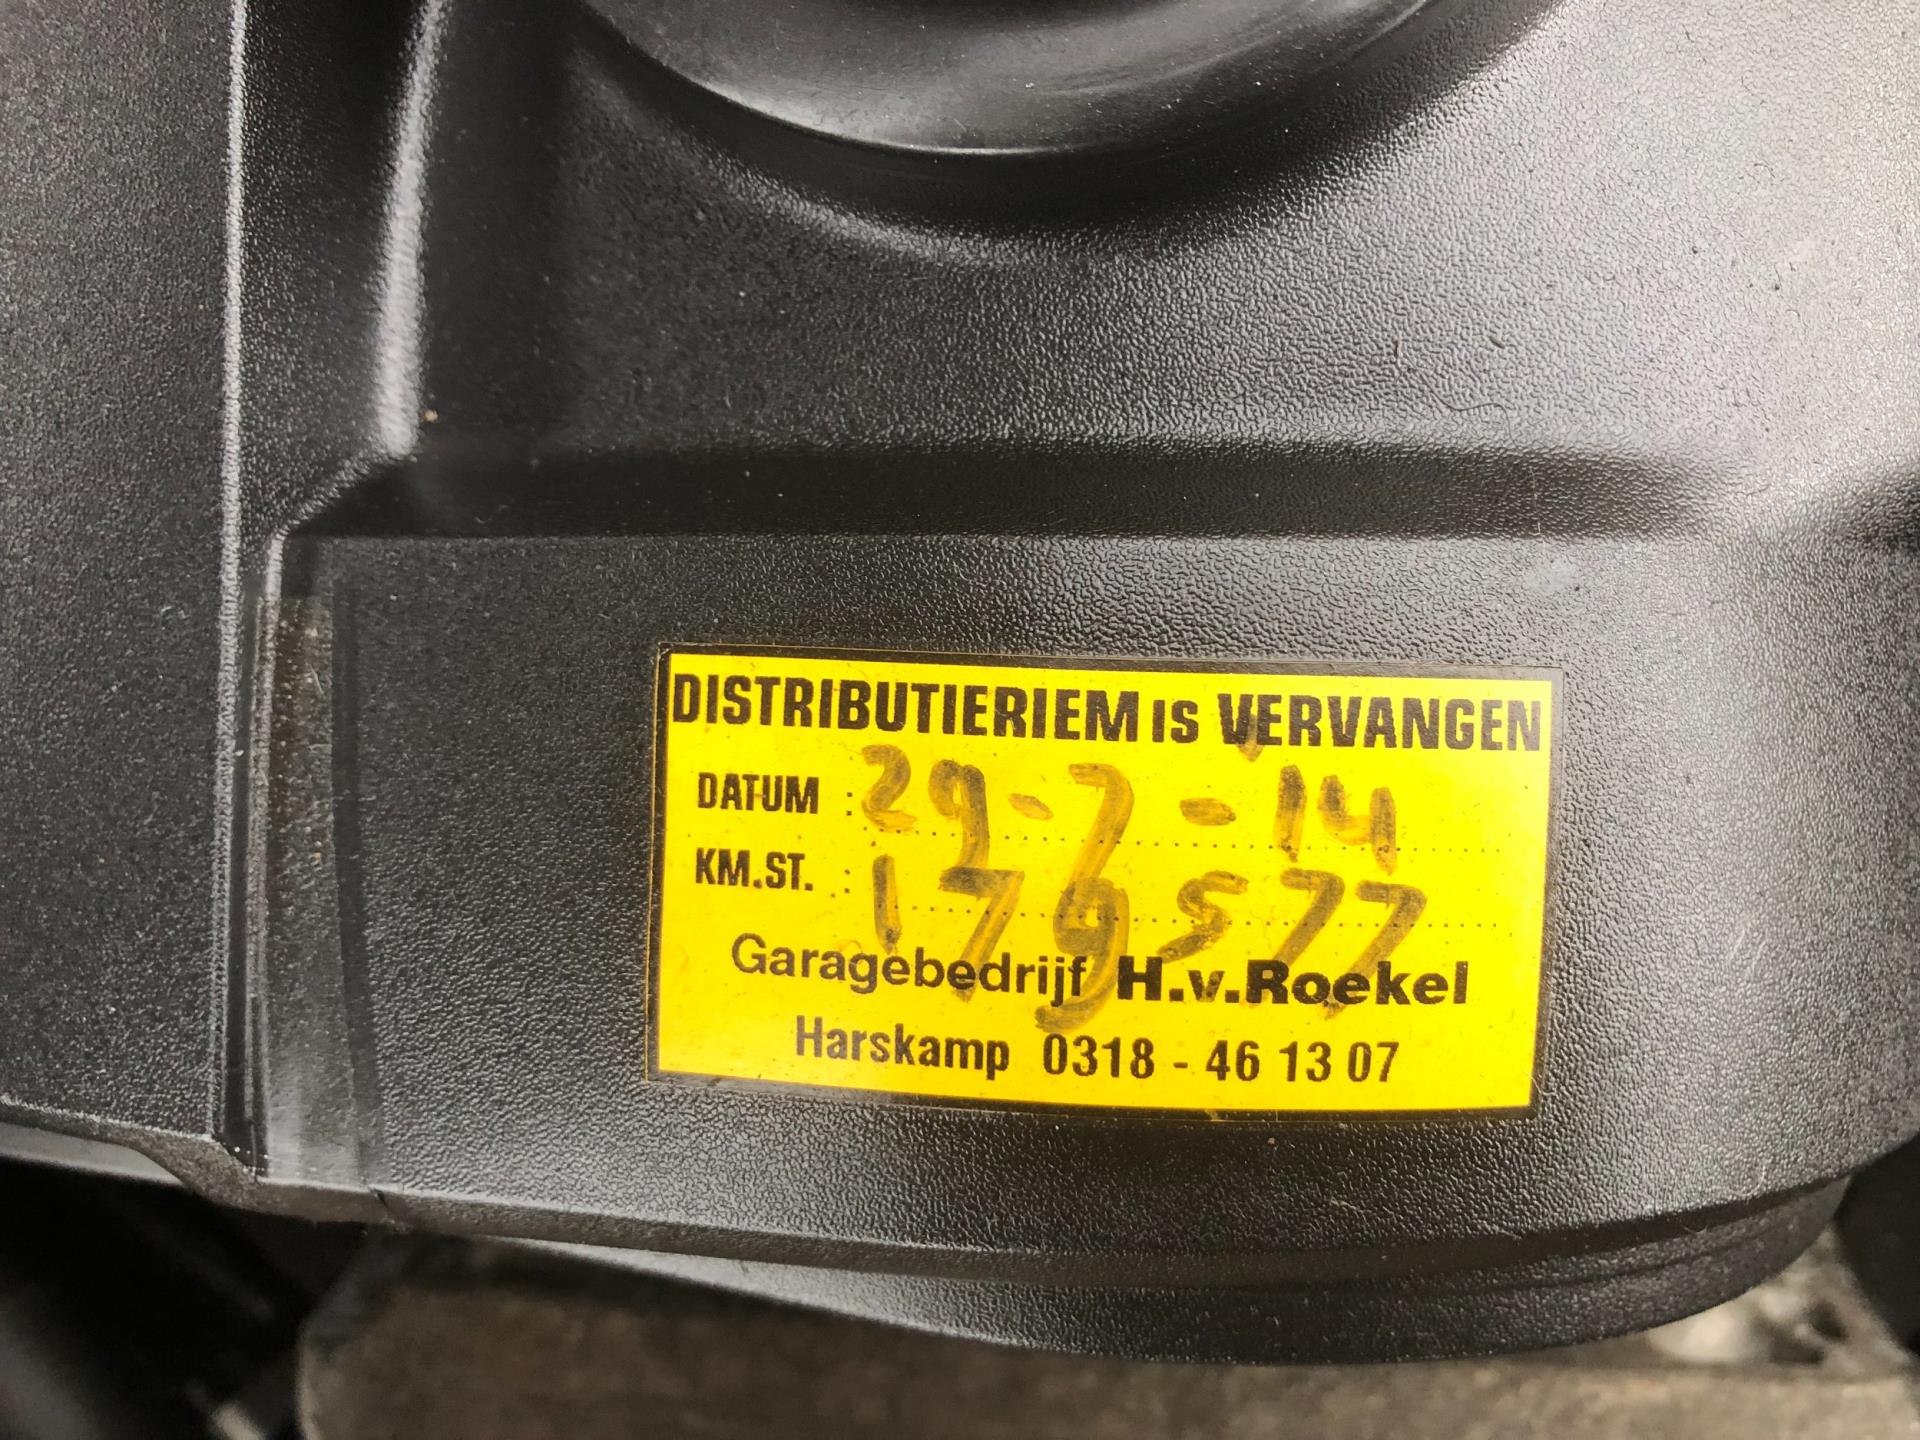 DISTRIBUTIERIEM IS VERVANGEN
DATUM : 29-7-'14
KM.ST. : 179577
Garagebedrijf H.v.Roekel
Harskamp 0318 - 46 13 07